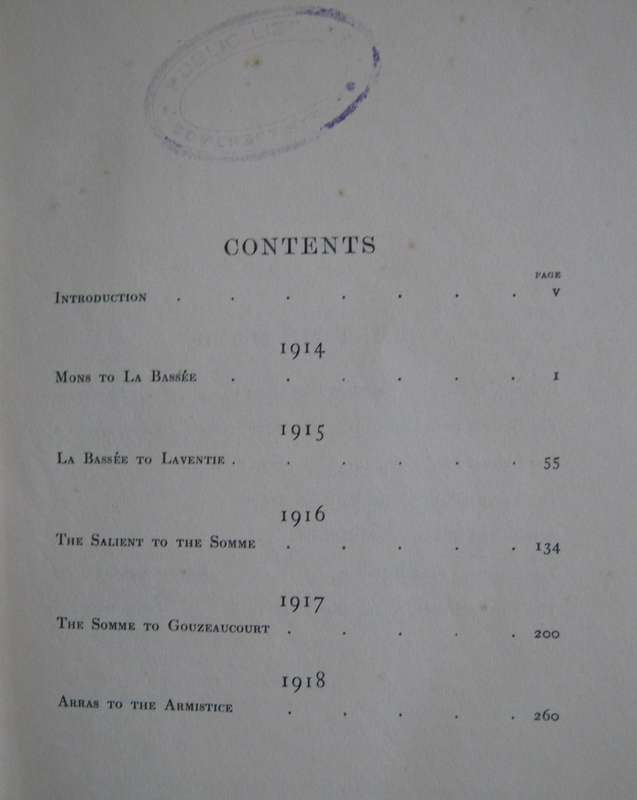 PUBLIC
CONTENTS
PAGE
INTRODUCTION . . . . . . . V
1914
MONS TO LA BASSÉE . . . . . . 1
1915
LA BASSÉE TO LAVENTIE . . . . . 55
1916
THE SALIENT TO THE SOMME . . . . . 134
1917
THE SOMME TO GOUZEAUCOURT . . . . . 200
1918
ARRAS TO THE ARMISTICE . . . . . 260